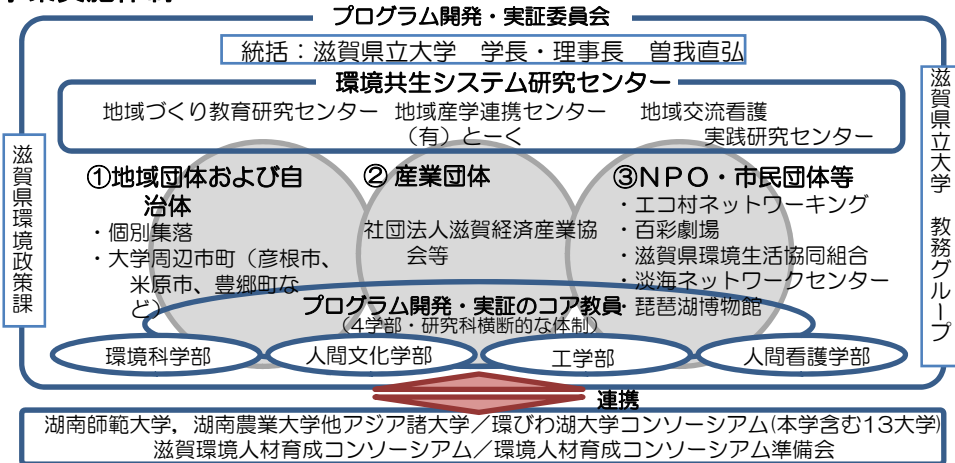 プログラム開発・実証委員会
統括：滋賀県立大学　学長・理事長　曽我直弘
環境共生システム研究センター
地域づくり教育研究センター　地域産学連携センター　地域交流看護
（有）とーく　実践研究センター
滋賀県環境政策課
滋賀県立大学　教務グループ
①地域団体および自
治体
・個別集落
・大学周辺市町（彦根市、
米原市、豊郷町な
ど）
② 産業団体
社団法人滋賀経済産業協
会等
③ＮＰＯ・市民団体等
・エコ村ネットワーキング
・百彩劇場
・滋賀県環境生活協同組合
・淡海ネットワークセンター
・琵琶湖博物館
プログラム開発・実証のコア教員
（4学部・研究科横断的な体制）
環境科学部　人間文化学部　工学部　人間看護学部
連携
湖南師範大学，湖南農業大学他アジア諸大学／環びわ湖大学コンソーシアム(本学含む13大学)
滋賀環境人材育成コンソーシアム／環境人材育成コンソーシアム準備会